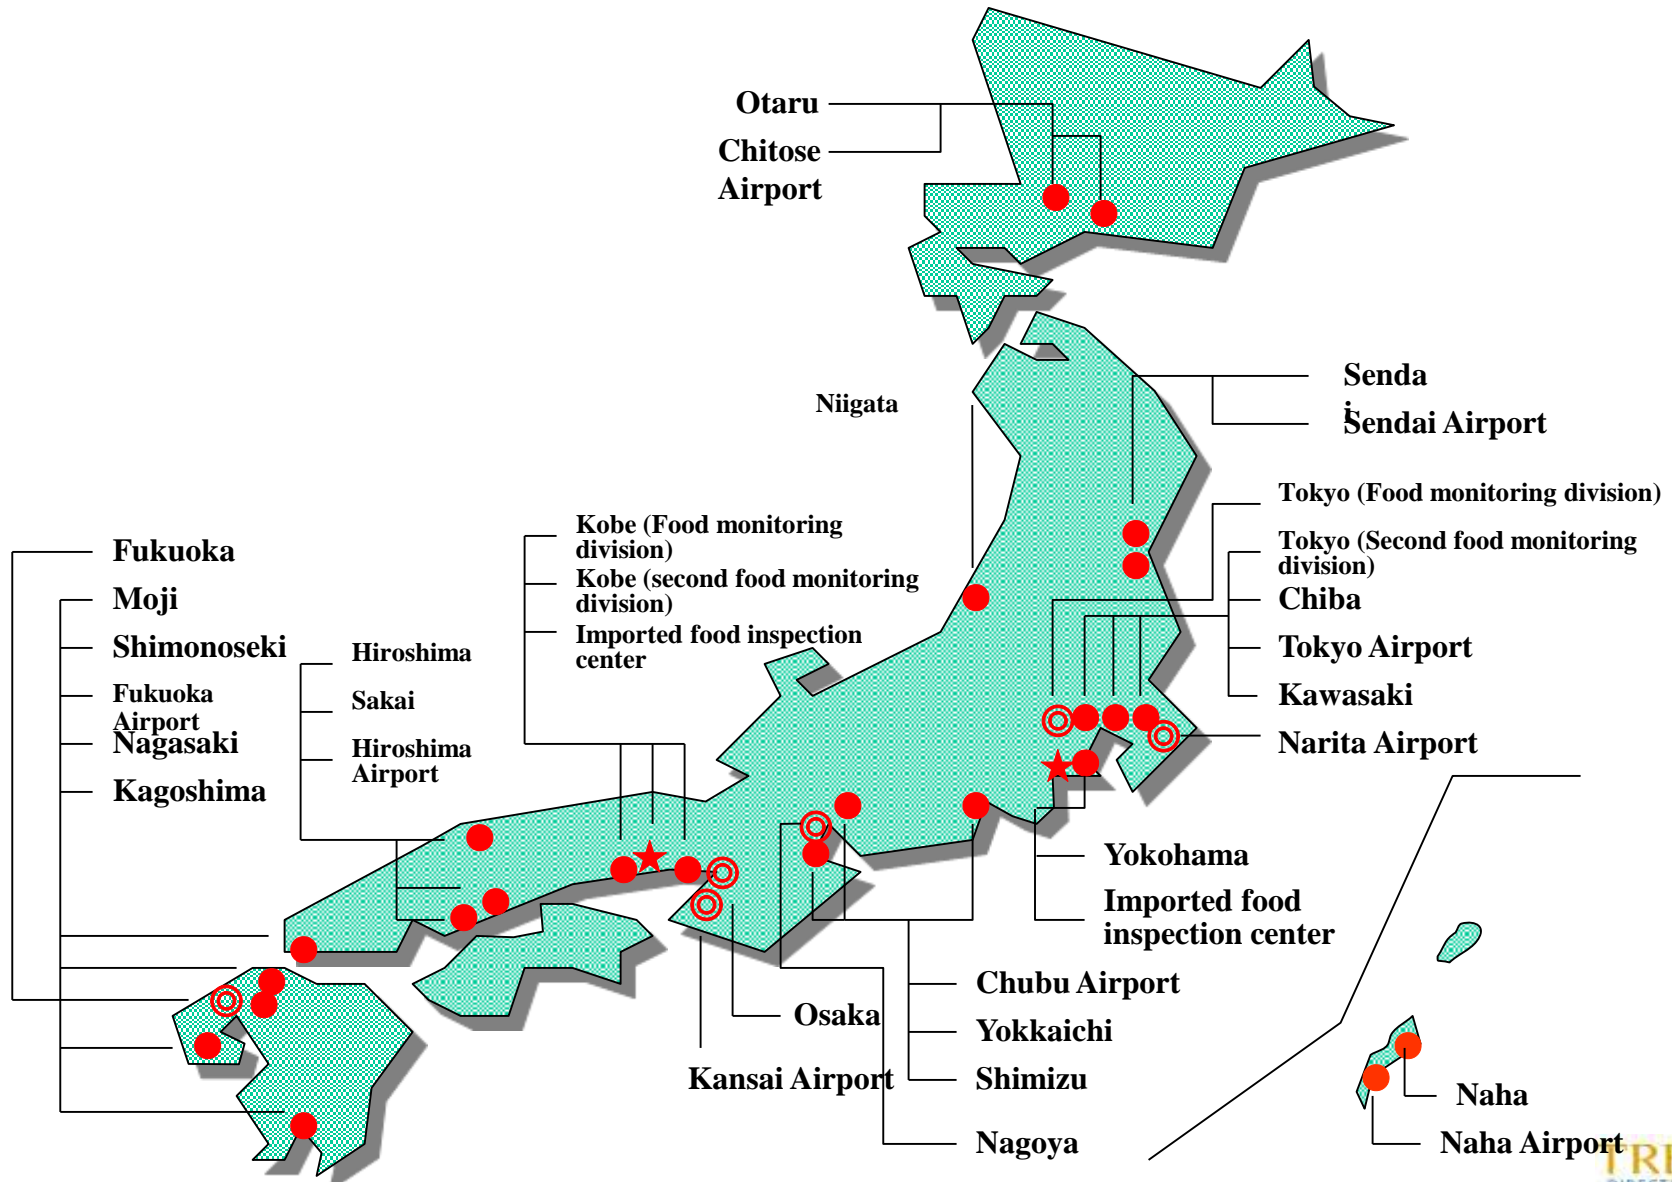 Otaru
Chitose
Airport
Niigata
Senda
i
Sendai Airport
Tokyo (Food monitoring division)
Tokyo (Second food monitoring
division)
Chiba
Tokyo Airport
Kawasaki
Narita Airport
Kobe (Food monitoring
division)
Kobe (second food monitoring
division)
Imported food inspection
center
Fukuoka
Moji
Shimonoseki
Fukuoka
Airport
Nagasaki
Kagoshima
Hiroshima
Sakai
Hiroshima
Airport
Yokohama
Imported food
inspection center
Chubu Airport
Yokkaichi
Shimizu
Nagoya
Osaka
Kansai Airport
Naha
Naha Airport
TRI